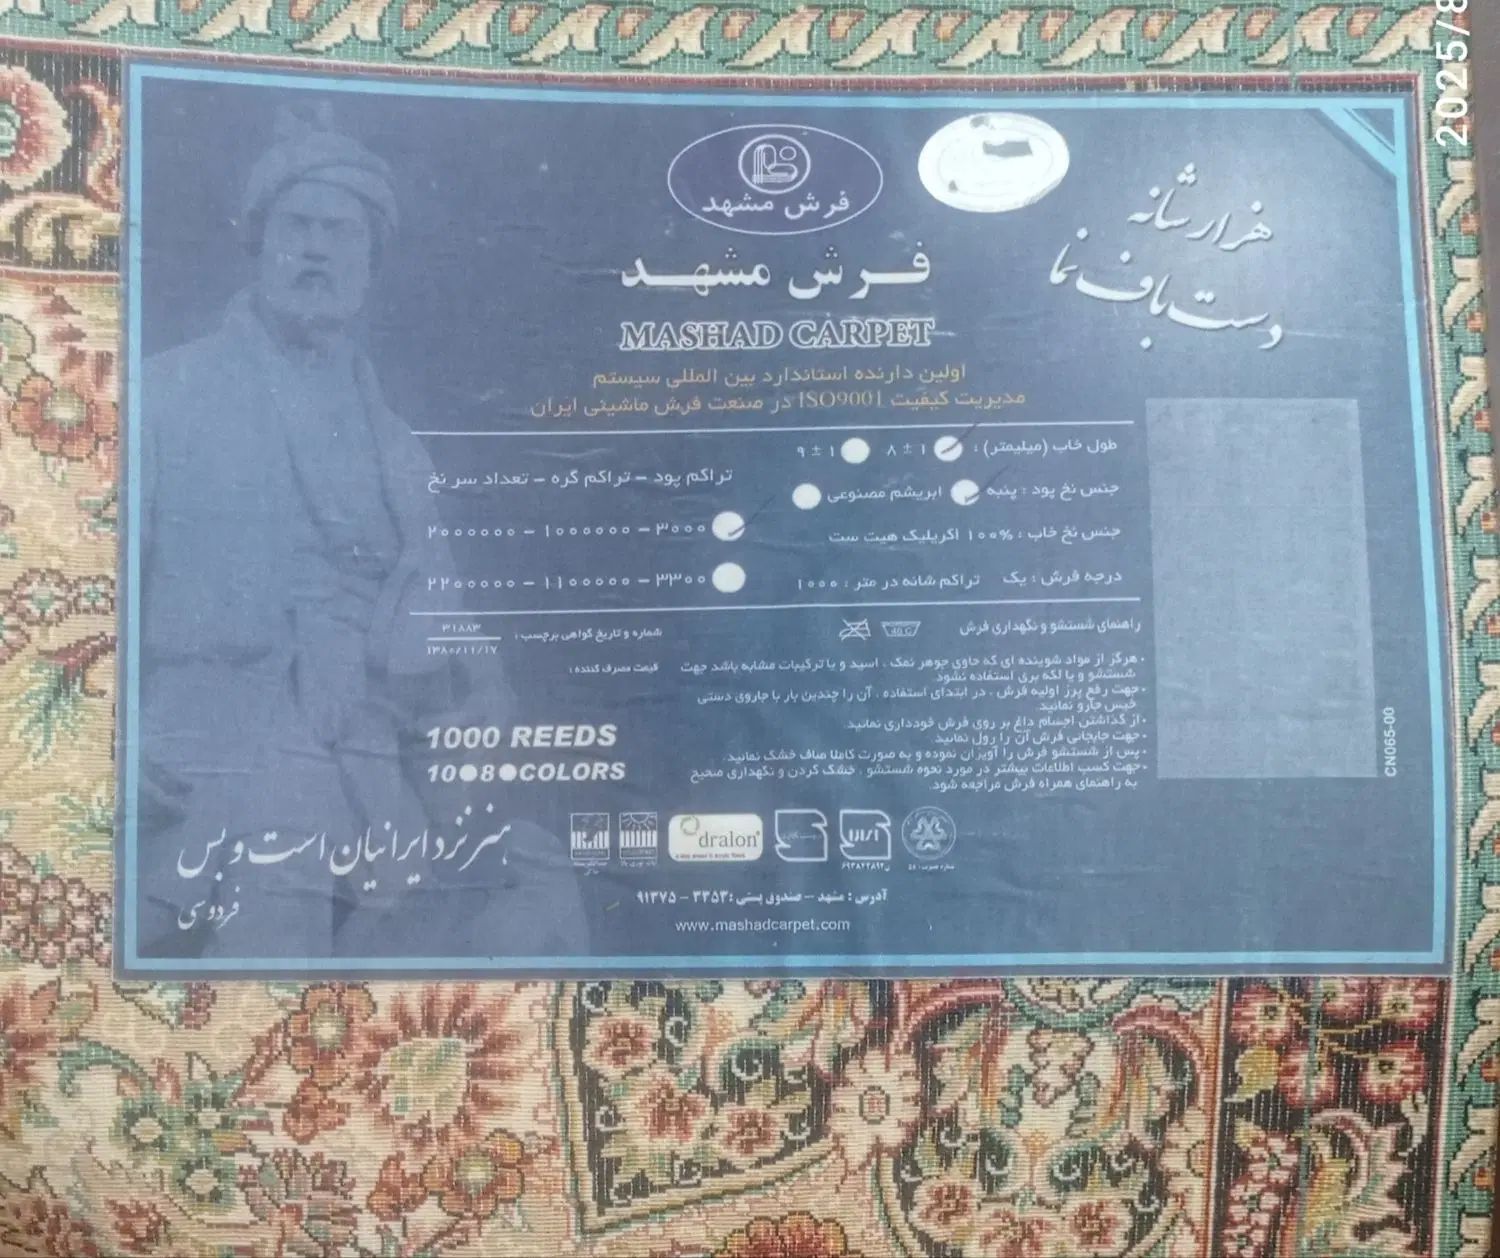 2025/8
فرش مشهد
هزار شانه
دست باف نما
فرش مشهد
MASHAD CARPET
اولین دارنده استاندارد بین المللی سیستم
مدیریت کیفیت ISO9001 در صنعت فرش ماشینی ایران
طول خاب (میلیمتر) : ۸ ± ۱ ۹ ± ۱
جنس نخ پود : پنبه ابریشم مصنوعی
جنس نخ خاب : ۱۰۰% اکریلیک هیت ست
درجه فرش : یک تراکم شانه در متر : ۱۰۰۰
تراکم پود – تراکم گره – تعداد سر نخ
۳۰۰۰ – ۱۰۰۰۰۰۰ – ۲۰۰۰۰۰۰
۳۳۰۰ – ۱۱۰۰۰۰۰ – ۲۲۰۰۰۰۰
راهنمای شستشو و نگهداری فرش
40 C
• هرگز از مواد شوینده ای که حاوی جوهر نمک ، اسید و یا ترکیبات مشابه باشد جهت
شستشو و یا لکه بری استفاده نشود.
• جهت رفع پرز اولیه فرش ، در ابتدای استفاده ، آن را چندین بار با جاروی دستی
خیس جارو نمائید.
• از گذاشتن اجسام داغ بر روی فرش خودداری نمائید.
• جهت جابجائی فرش آن را رول نمائید.
• پس از شستشو فرش را آویزان نموده و به صورت کاملا صاف خشک نمائید.
• جهت کسب اطلاعات بیشتر در مورد نحوه شستشو ، خشک کردن و نگهداری صحیح
به راهنمای همراه فرش مراجعه شود.
شماره و تاریخ گواهی برچسب : ۳۱۸۸۳
۱۳۸۰/۱۱/۱۷
قیمت مصرف کننده :
1000 REEDS
10●8●COLORS
CN065-00
هنر نزد ایرانیان است و بس
فردوسی
dralon®
آدرس : مشهد – صندوق پستی : ۳۳۵۳ – ۹۱۳۷۵
www.mashadcarpet.com